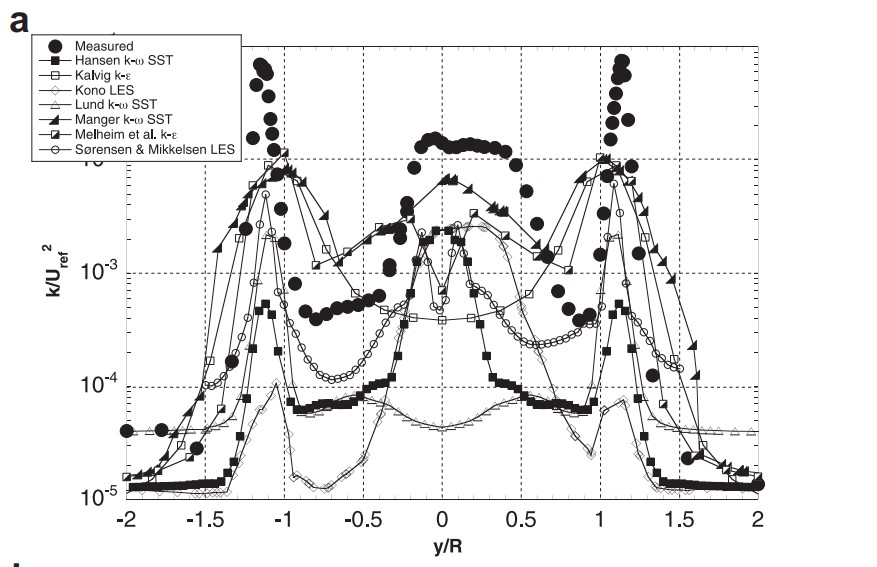 a
Measured
Hansen k-ω SST
Kalvig k-ε
Kono LES
Lund k-ω SST
Manger k-ω SST
Melheim et al. k-ε
Sørensen & Mikkelsen LES
k/Uref²
10-3
10-4
10-5
-2 -1.5 -1 -0.5 0 0.5 1 1.5 2
y/R